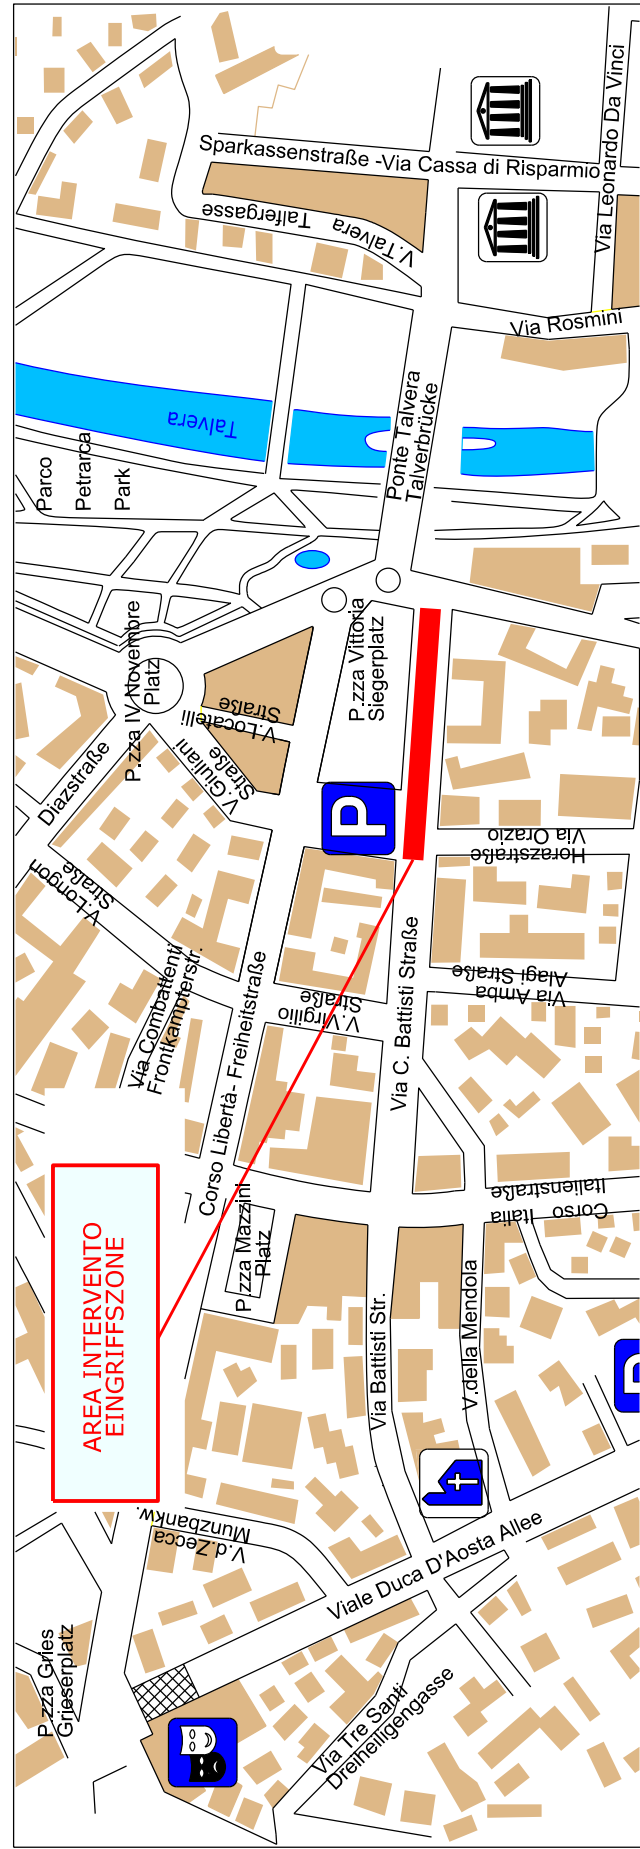 Sparkassenstraße -Via Cassa di Risparmio
Via Leonardo Da Vinci
Talfergasse
V.Talvera
Via Rosmini
Ponte Talvera
Talverbrücke
Talvera
Parco
Petrarca
Park
P.zza IV Novembre
Platz
P.zza Vittoria
Siegerplatz
V.Locatelli
Straße
V.Giuliani
Straße
Diazstraße
V.Longon
Straße
P
Via Orazio
Horazstraße
Via Amba
Alagi Straße
Via Combattenti
Frontkampferstr.
Corso Libertà- Freiheitstraße
V.Virgilio
Straße
Via C. Battisti Straße
Corso Italia
Italienstraße
P.zza Mazzini
Platz
AREA INTERVENTO
EINGRIFFSZONE
Via Battisti Str.
V.della Mendola
P
V.d.Zecca
Munzbankw.
Viale Duca D'Aosta Allee
P.zza Gries
Grieserplatz
Via Tre Santi
Dreiheiligengasse